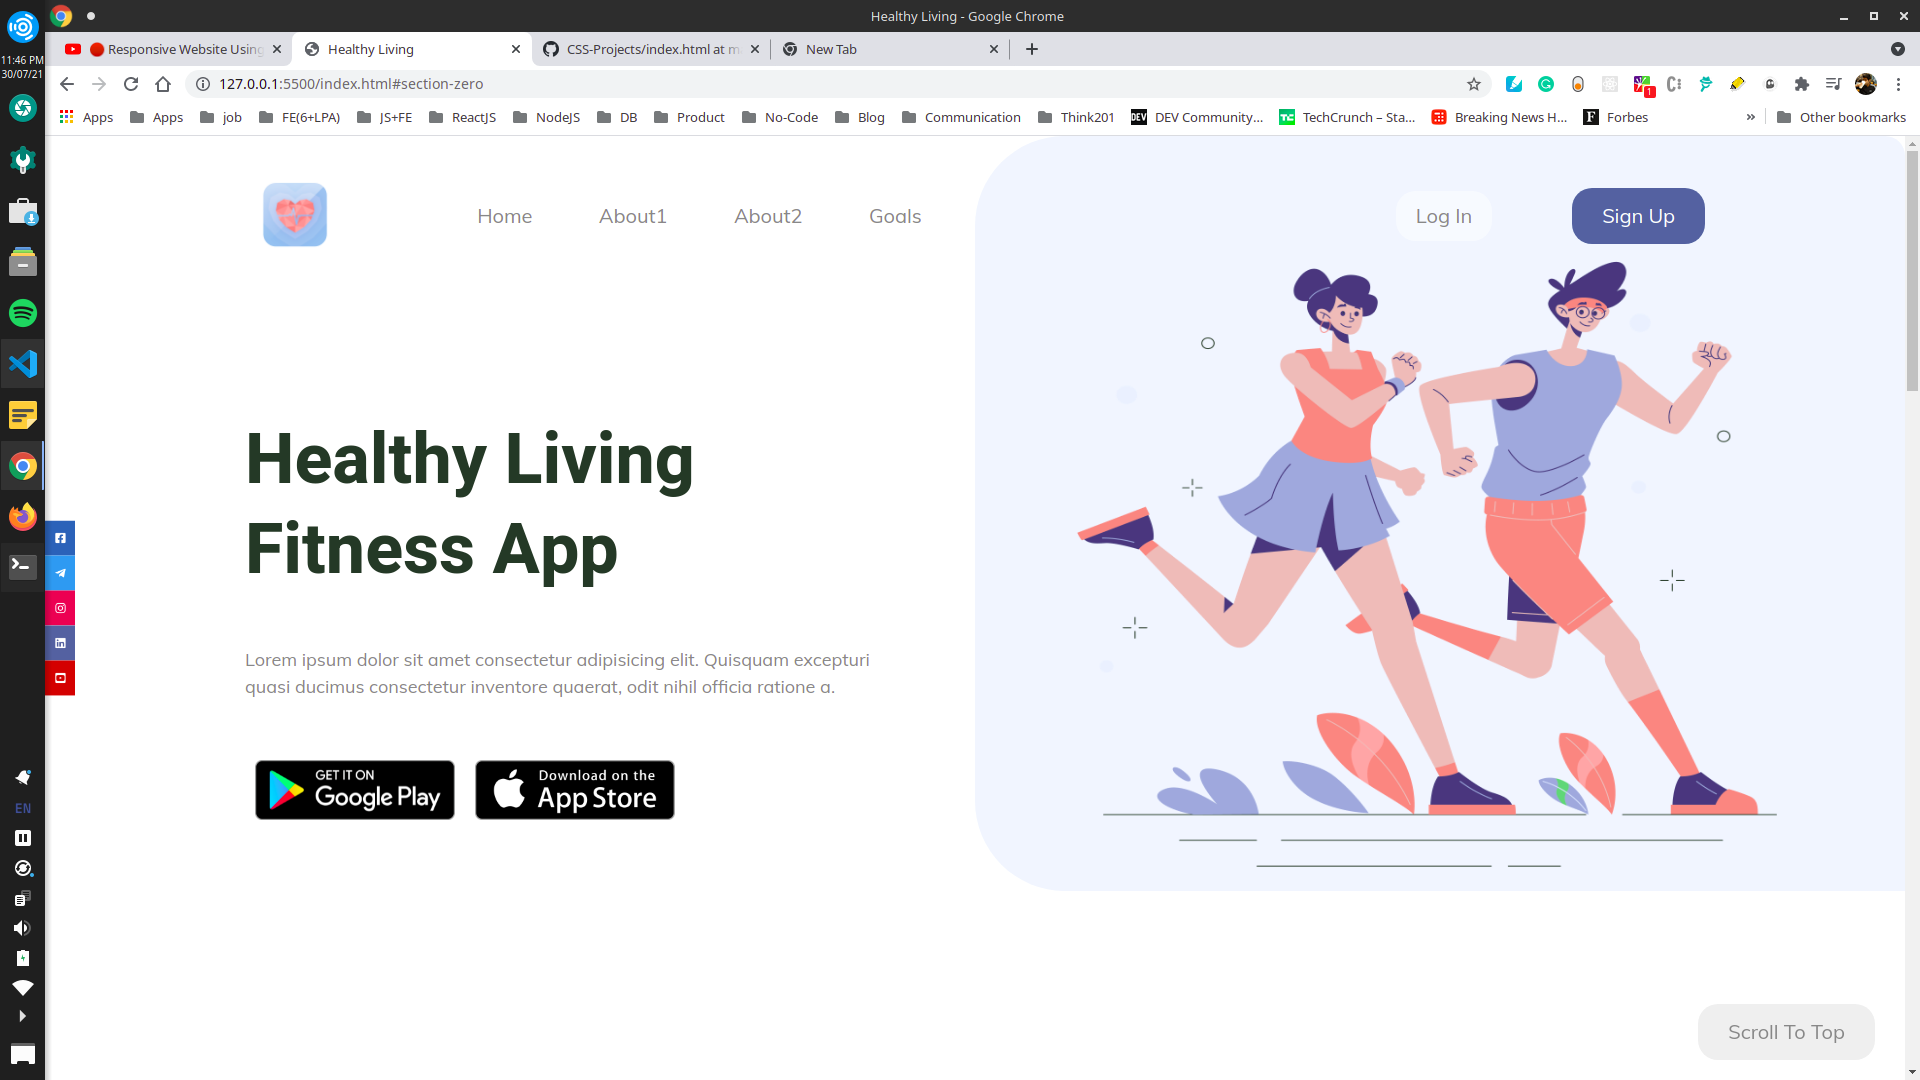 Healthy Living - Google Chrome
11:46 PM
30/07/21
Responsive Website Using
Healthy Living
CSS-Projects/index.html at m
New Tab
127.0.0.1:5500/index.html#section-zero
1
Apps
Apps
job
FE(6+LPA)
JS+FE
ReactJS
NodeJS
DB
Product
No-Code
Blog
Communication
Think201
DEV
DEV Community...
TechCrunch – Sta...
Breaking News H...
Forbes
»
Other bookmarks
Home
About1
About2
Goals
Log In
Sign Up
Healthy Living
Fitness App
Lorem ipsum dolor sit amet consectetur adipisicing elit. Quisquam excepturi
quasi ducimus consectetur inventore quaerat, odit nihil officia ratione a.
GET IT ON
Google Play
Download on the
App Store
EN
Scroll To Top